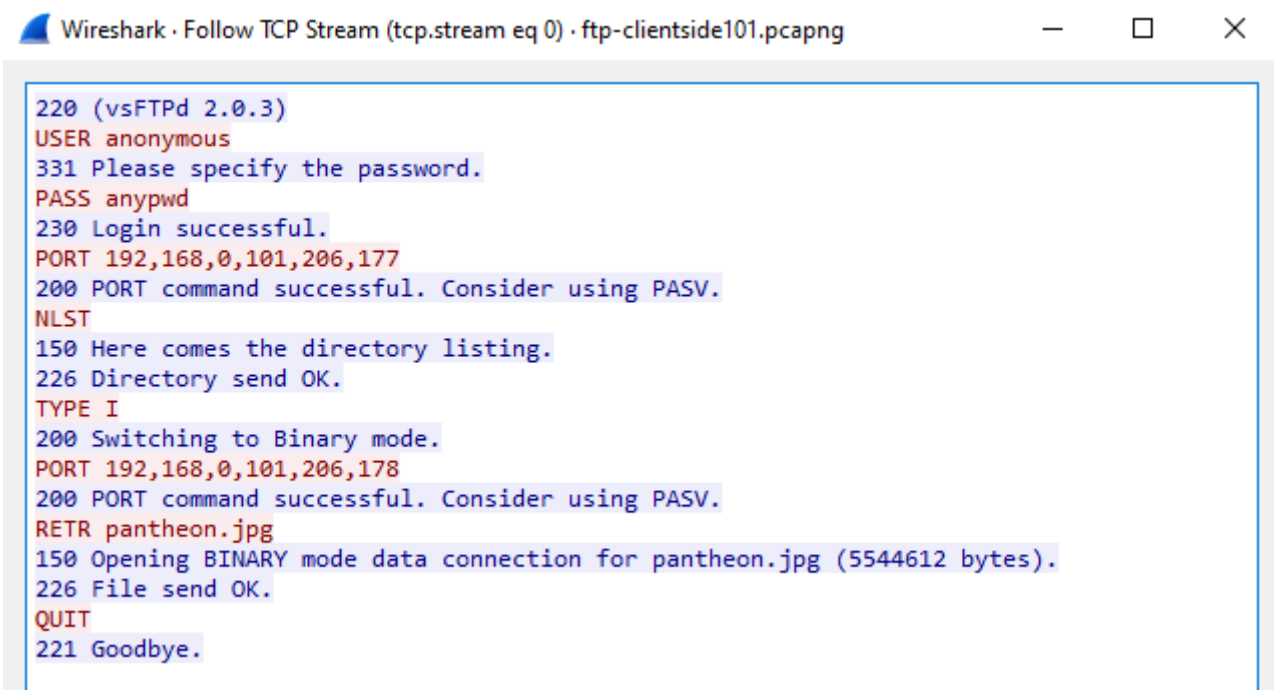 Wireshark · Follow TCP Stream (tcp.stream eq 0) · ftp-clientside101.pcapng
220 (vsFTPd 2.0.3)
USER anonymous
331 Please specify the password.
PASS anypwd
230 Login successful.
PORT 192,168,0,101,206,177
200 PORT command successful. Consider using PASV.
NLST
150 Here comes the directory listing.
226 Directory send OK.
TYPE I
200 Switching to Binary mode.
PORT 192,168,0,101,206,178
200 PORT command successful. Consider using PASV.
RETR pantheon.jpg
150 Opening BINARY mode data connection for pantheon.jpg (5544612 bytes).
226 File send OK.
QUIT
221 Goodbye.